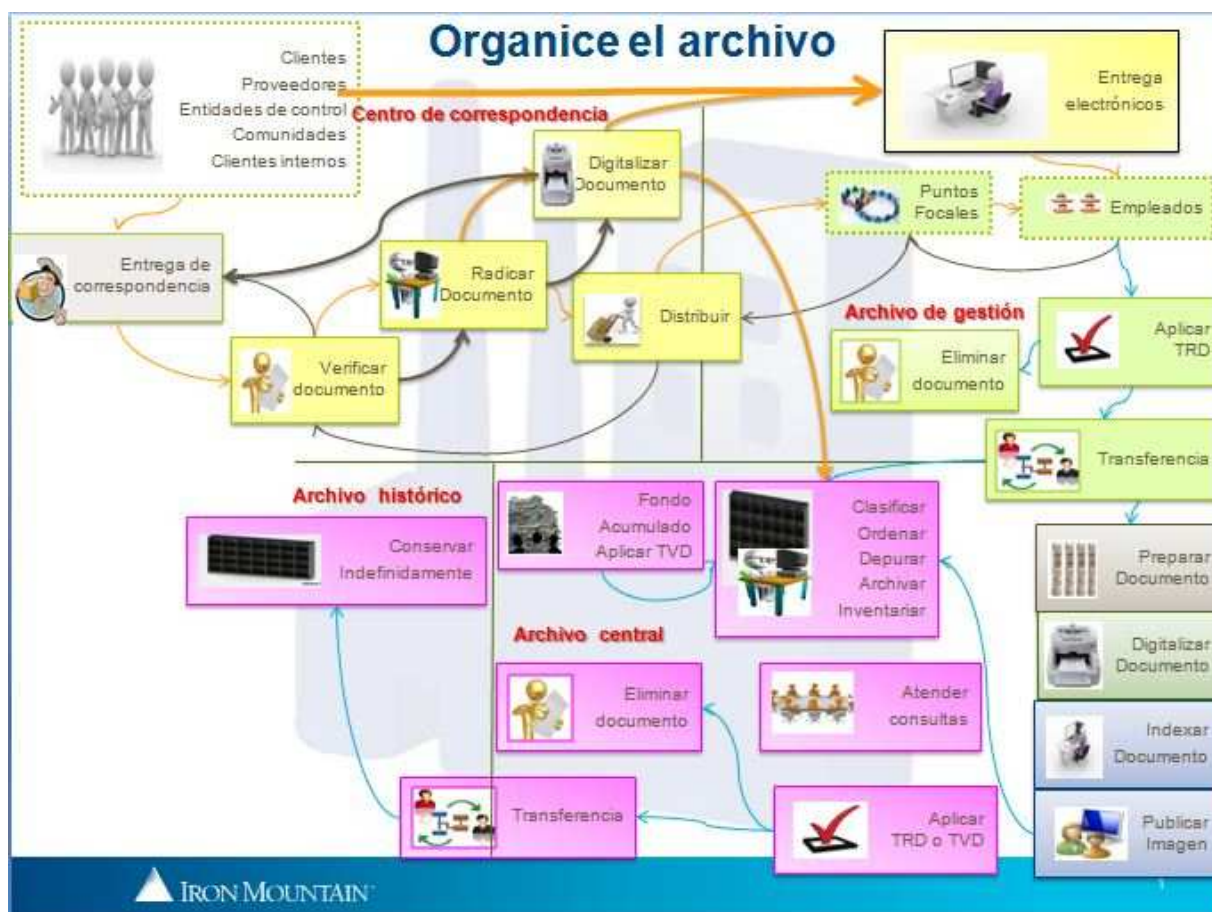 Organice el archivo
Clientes
Proveedores
Entidades de control
Comunidades
Clientes internos
Centro de correspondencia
Entrega
electrónicos
Digitalizar
Documento
Puntos
Focales
Empleados
Entrega de
correspondencia
Radicar
Documento
Distribuir
Verificar
documento
Archivo de gestión
Eliminar
documento
Aplicar
TRD
Transferencia
Archivo histórico
Conservar
Indefinidamente
Fondo
Acumulado
Aplicar TVD
Clasificar
Ordenar
Depurar
Archivar
Inventariar
Preparar
Documento
Archivo central
Digitalizar
Documento
Eliminar
documento
Atender
consultas
Indexar
Documento
Transferencia
Aplicar
TRD o TVD
Publicar
Imagen
IRON MOUNTAIN
1